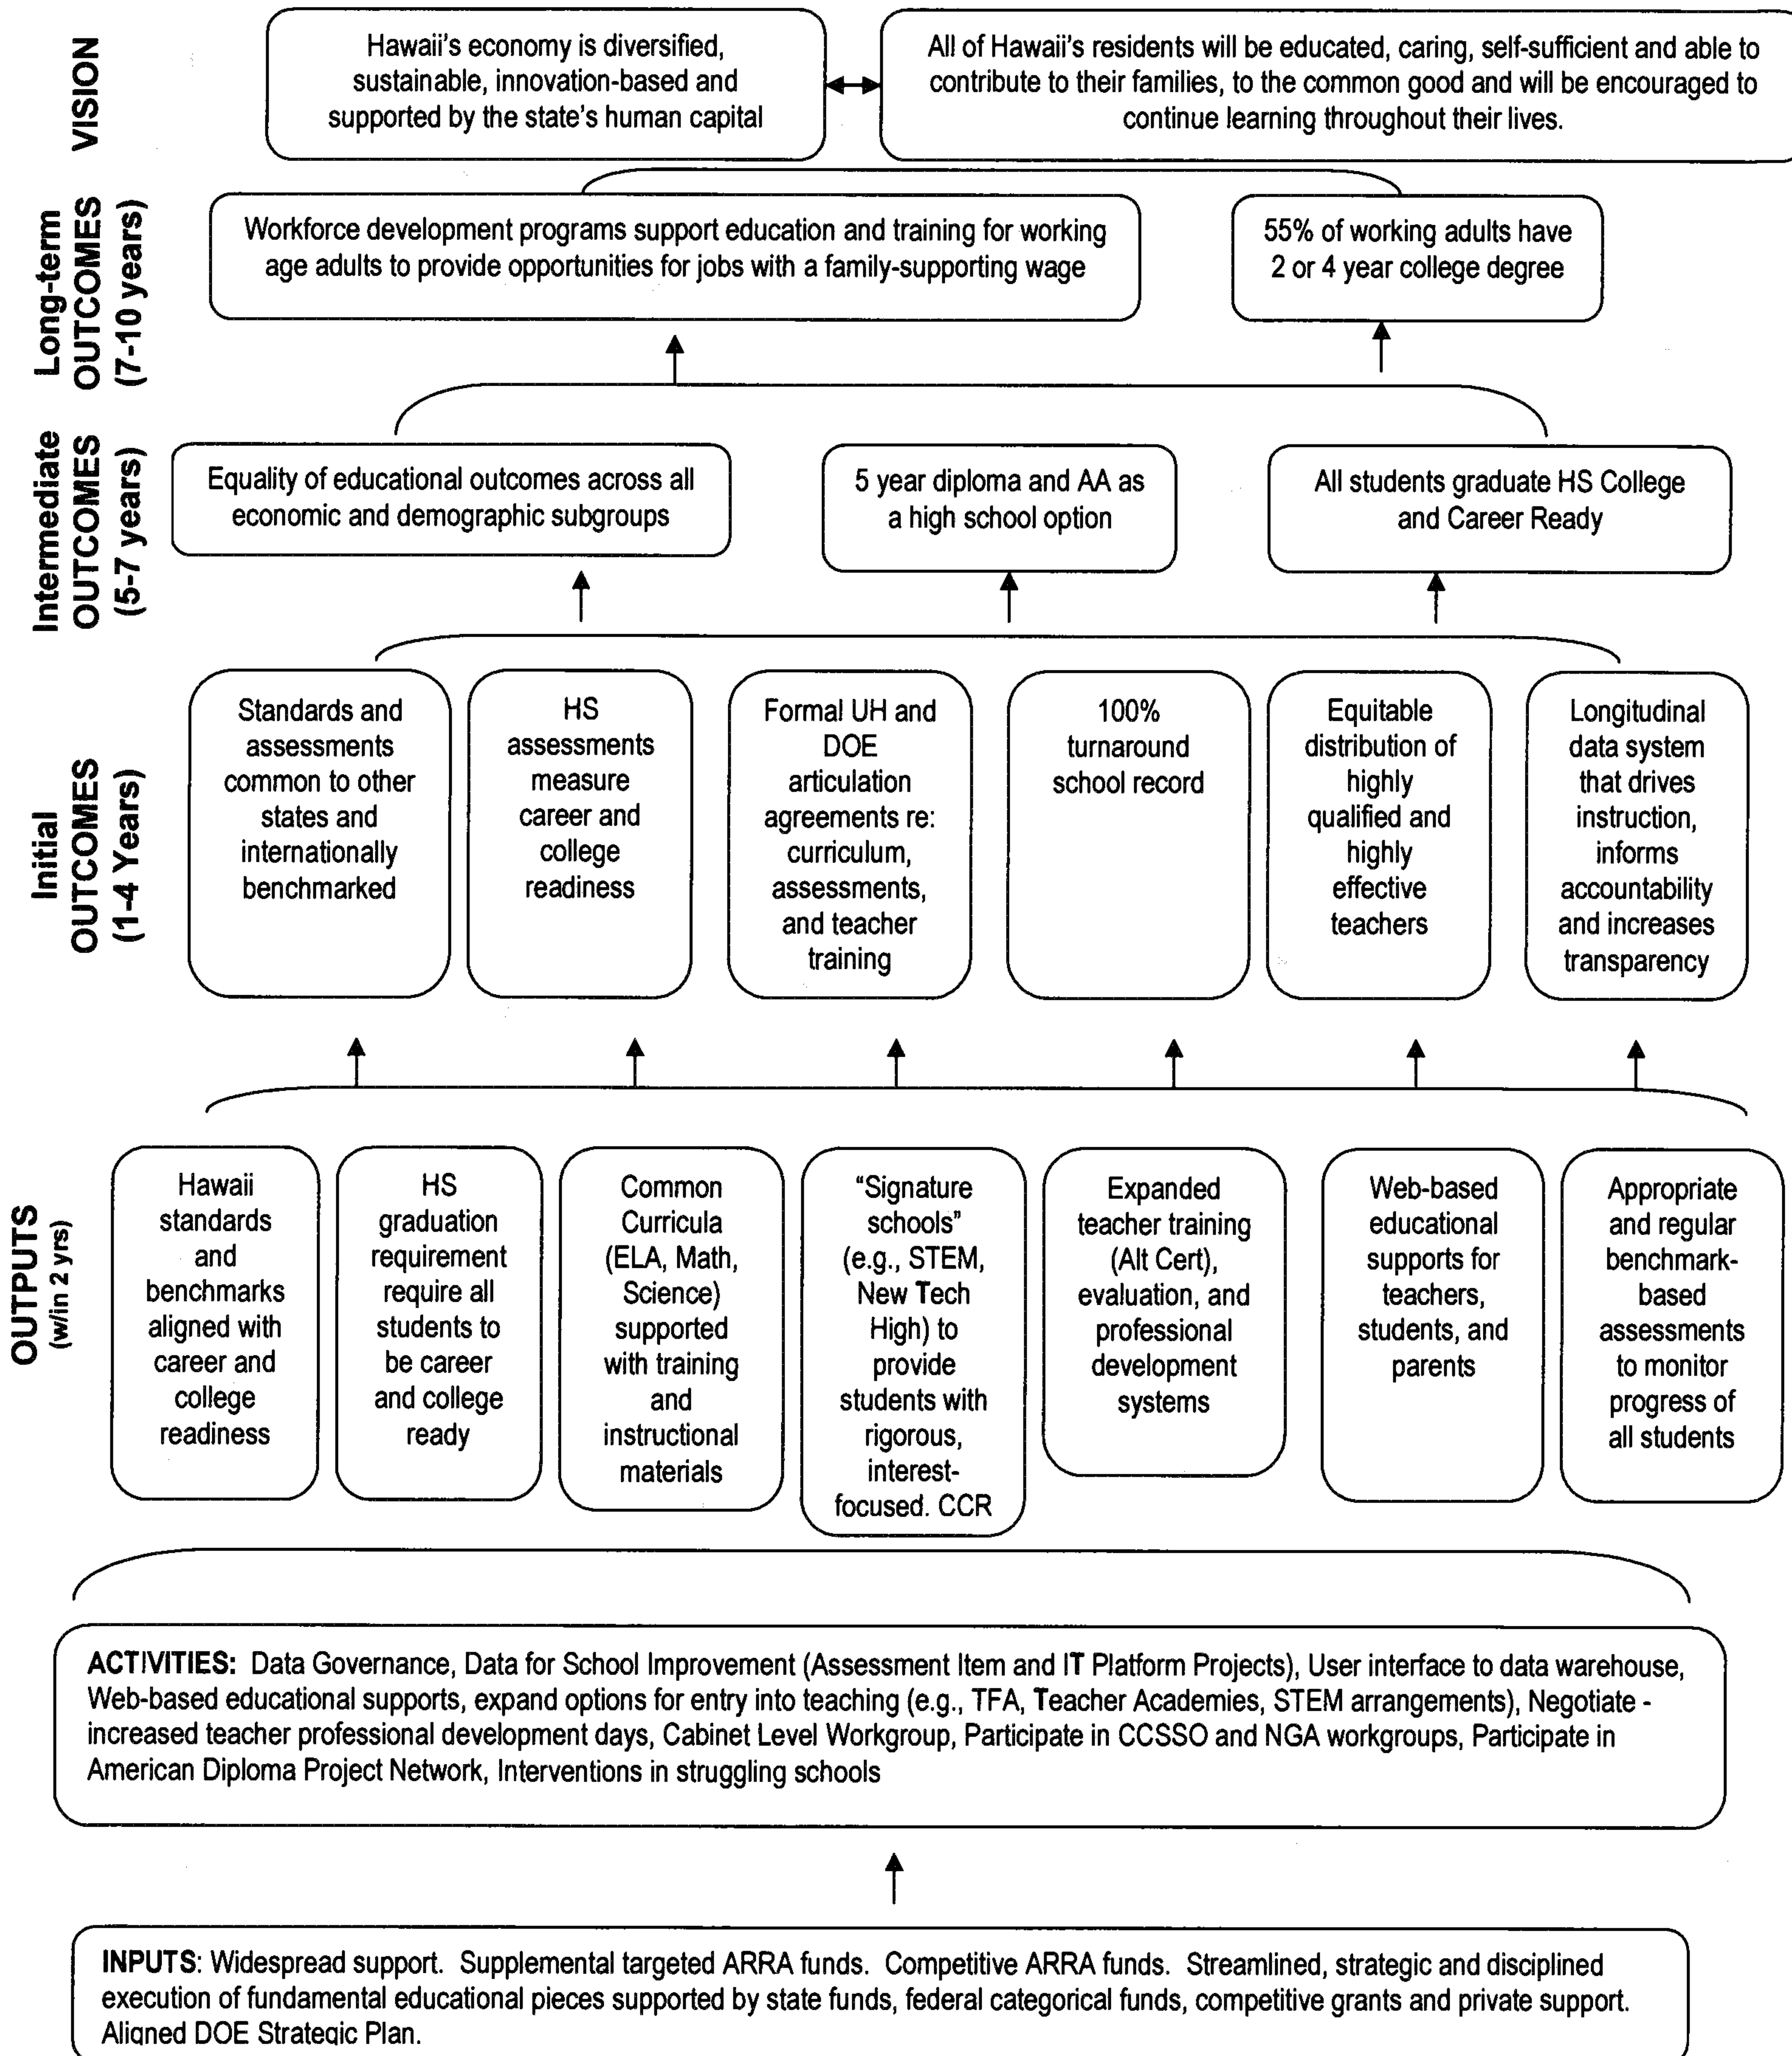 VISION
Hawaii's economy is diversified,
sustainable, innovation-based and
supported by the state's human capital
All of Hawaii's residents will be educated, caring, self-sufficient and able to
contribute to their families, to the common good and will be encouraged to
continue learning throughout their lives.
Long-term
OUTCOMES
(7-10 years)
Workforce development programs support education and training for working
age adults to provide opportunities for jobs with a family-supporting wage
55% of working adults have
2 or 4 year college degree
Intermediate
OUTCOMES
(5-7 years)
Equality of educational outcomes across all
economic and demographic subgroups
5 year diploma and AA as
a high school option
All students graduate HS College
and Career Ready
Initial
OUTCOMES
(1-4 Years)
Standards and
assessments
common to other
states and
internationally
benchmarked
HS
assessments
measure
career and
college
readiness
Formal UH and
DOE
articulation
agreements re:
curriculum,
assessments,
and teacher
training
100%
turnaround
school record
Equitable
distribution of
highly
qualified and
highly
effective
teachers
Longitudinal
data system
that drives
instruction,
informs
accountability
and increases
transparency
OUTPUTS
(w/in 2 yrs)
Hawaii
standards
and
benchmarks
aligned with
career and
college
readiness
HS
graduation
requirement
require all
students to
be career
and college
ready
Common
Curricula
(ELA, Math,
Science)
supported
with training
and
instructional
materials
"Signature
schools"
(e.g., STEM,
New Tech
High) to
provide
students with
rigorous,
interest-
focused. CCR
Expanded
teacher training
(Alt Cert),
evaluation, and
professional
development
systems
Web-based
educational
supports for
teachers,
students, and
parents
Appropriate
and regular
benchmark-
based
assessments
to monitor
progress of
all students
ACTIVITIES: Data Governance, Data for School Improvement (Assessment Item and IT Platform Projects), User interface to data warehouse,
Web-based educational supports, expand options for entry into teaching (e.g., TFA, Teacher Academies, STEM arrangements), Negotiate -
increased teacher professional development days, Cabinet Level Workgroup, Participate in CCSSO and NGA workgroups, Participate in
American Diploma Project Network, Interventions in struggling schools
INPUTS: Widespread support. Supplemental targeted ARRA funds. Competitive ARRA funds. Streamlined, strategic and disciplined
execution of fundamental educational pieces supported by state funds, federal categorical funds, competitive grants and private support.
Aligned DOE Strategic Plan.